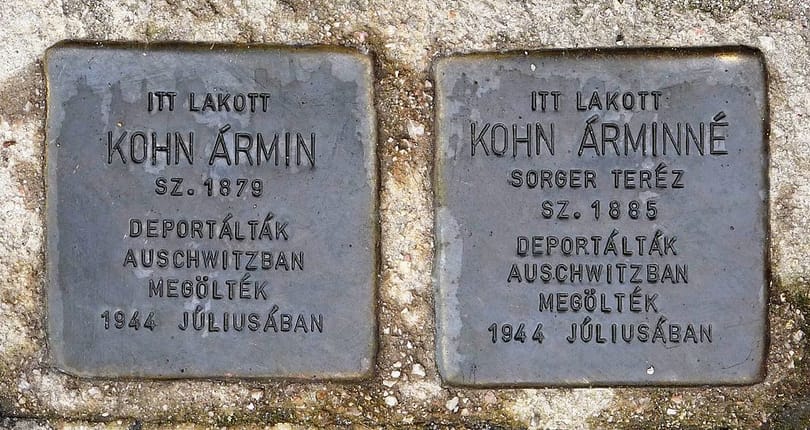 ITT LAKOTT
KOHN ÁRMIN
SZ. 1879
DEPORTÁLTÁK
AUSCHWITZBAN
MEGÖLTÉK
1944 JÚLIUSÁBAN
ITT LAKOTT
KOHN ÁRMINNÉ
SORGER TERÉZ
SZ. 1885
DEPORTÁLTÁK
AUSCHWITZBAN
MEGÖLTÉK
1944 JÚLIUSÁBAN